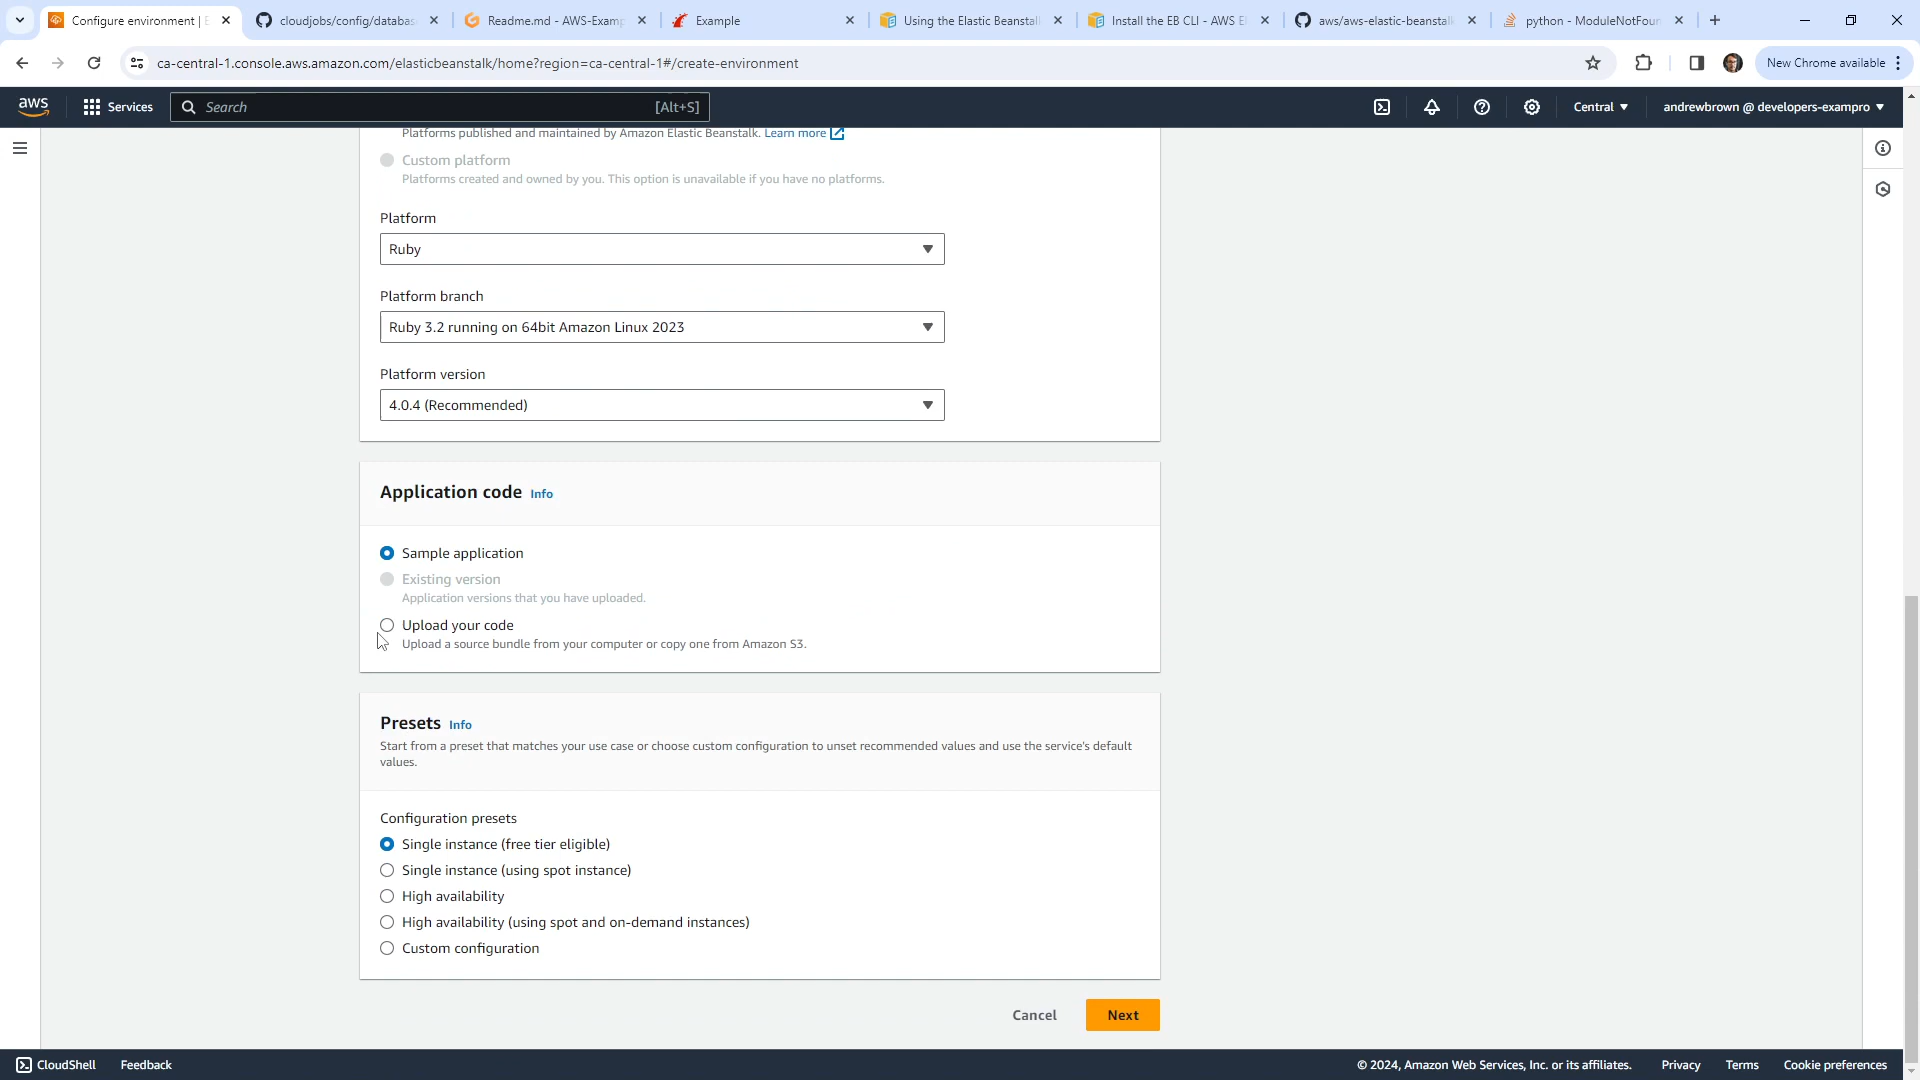 Configure environment | E
cloudjobs/config/databas
Readme.md - AWS-Examp
Example
Using the Elastic Beanstal
Install the EB CLI - AWS E
aws/aws-elastic-beanstal
python - ModuleNotFoun
ca-central-1.console.aws.amazon.com/elasticbeanstalk/home?region=ca-central-1#/create-environment
New Chrome available
aws
Services
Search
[Alt+S]
Central
andrewbrown @ developers-exampro
Platforms published and maintained by Amazon Elastic Beanstalk. Learn more
Custom platform
Platforms created and owned by you. This option is unavailable if you have no platforms.
Platform
Ruby
Platform branch
Ruby 3.2 running on 64bit Amazon Linux 2023
Platform version
4.0.4 (Recommended)
Application code Info
Sample application
Existing version
Application versions that you have uploaded.
Upload your code
Upload a source bundle from your computer or copy one from Amazon S3.
Presets Info
Start from a preset that matches your use case or choose custom configuration to unset recommended values and use the service's default
values.
Configuration presets
Single instance (free tier eligible)
Single instance (using spot instance)
High availability
High availability (using spot and on-demand instances)
Custom configuration
Cancel
Next
CloudShell
Feedback
© 2024, Amazon Web Services, Inc. or its affiliates.
Privacy
Terms
Cookie preferences